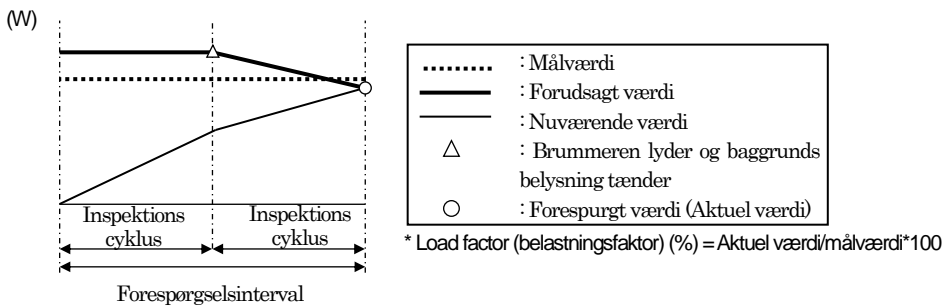 (W)
Inspektions
cyklus
Inspektions
cyklus
Forespørgselsinterval
: Målværdi
: Forudsagt værdi
: Nuværende værdi
: Brummeren lyder og baggrunds
belysning tænder
: Forespurgt værdi (Aktuel værdi)
* Load factor (belastningsfaktor) (%) = Aktuel værdi/målværdi*100